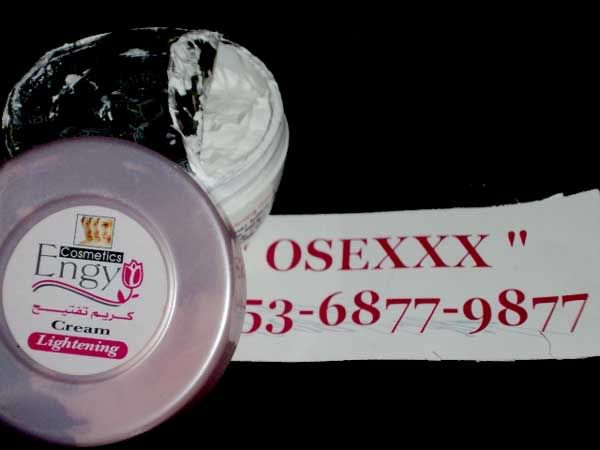 Cosmetics
Engy
كريم تفتيح
Cream
Lightening
OSEXXX "
53-6877-9877